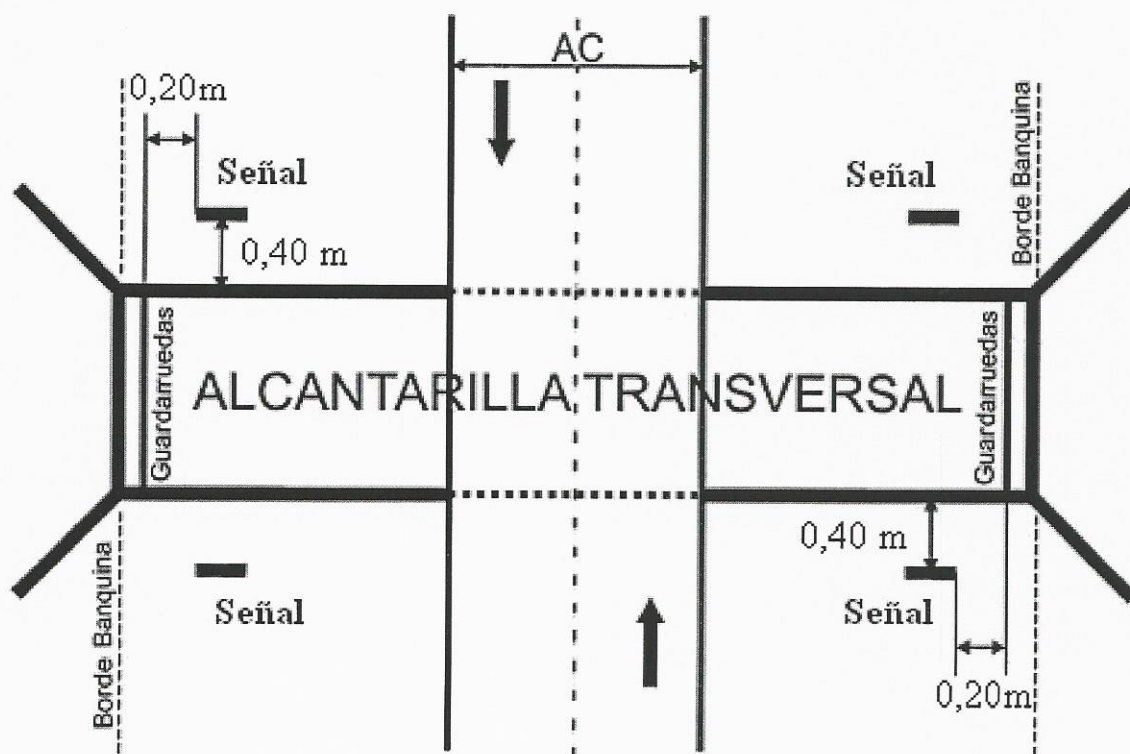 AC
0,20m
Señal
Señal
Borde Banquina
0,40 m
Guardarruedas
ALCANTARILLA TRANSVERSAL
Guardarruedas
0,40 m
Borde Banquina
Señal
Señal
0,20m